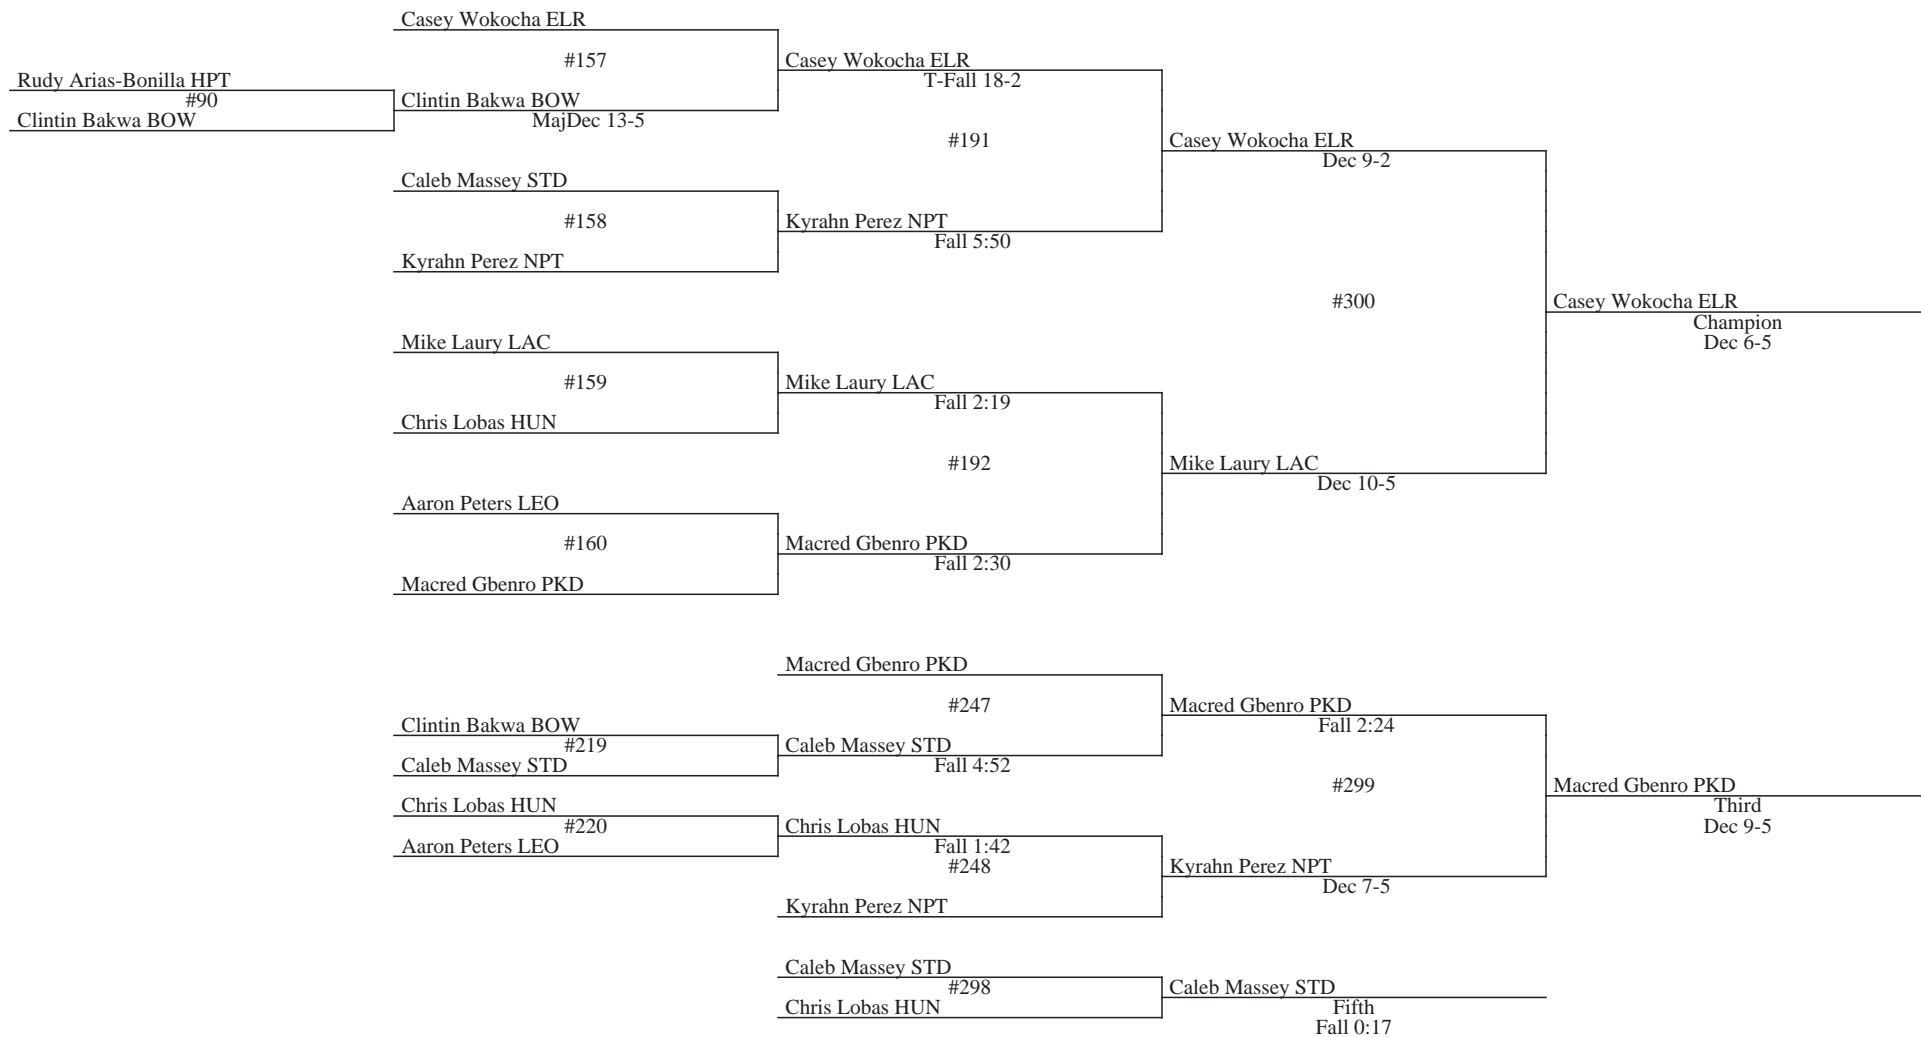 Casey Wokocha ELR
#157
Casey Wokocha ELR
T-Fall 18-2
Rudy Arias-Bonilla HPT
#90
Clintin Bakwa BOW
Clintin Bakwa BOW
MajDec 13-5
#191
Casey Wokocha ELR
Dec 9-2
Caleb Massey STD
#158
Kyrahn Perez NPT
Fall 5:50
Kyrahn Perez NPT
#300
Casey Wokocha ELR
Champion
Dec 6-5
Mike Laury LAC
#159
Mike Laury LAC
Fall 2:19
Chris Lobas HUN
#192
Mike Laury LAC
Dec 10-5
Aaron Peters LEO
#160
Macred Gbenro PKD
Fall 2:30
Macred Gbenro PKD
Macred Gbenro PKD
#247
Macred Gbenro PKD
Fall 2:24
Clintin Bakwa BOW
#219
Caleb Massey STD
Caleb Massey STD
Fall 4:52
#299
Macred Gbenro PKD
Third
Dec 9-5
Chris Lobas HUN
#220
Aaron Peters LEO
Chris Lobas HUN
Fall 1:42
#248
Kyrahn Perez NPT
Dec 7-5
Kyrahn Perez NPT
Caleb Massey STD
#298
Chris Lobas HUN
Caleb Massey STD
Fifth
Fall 0:17